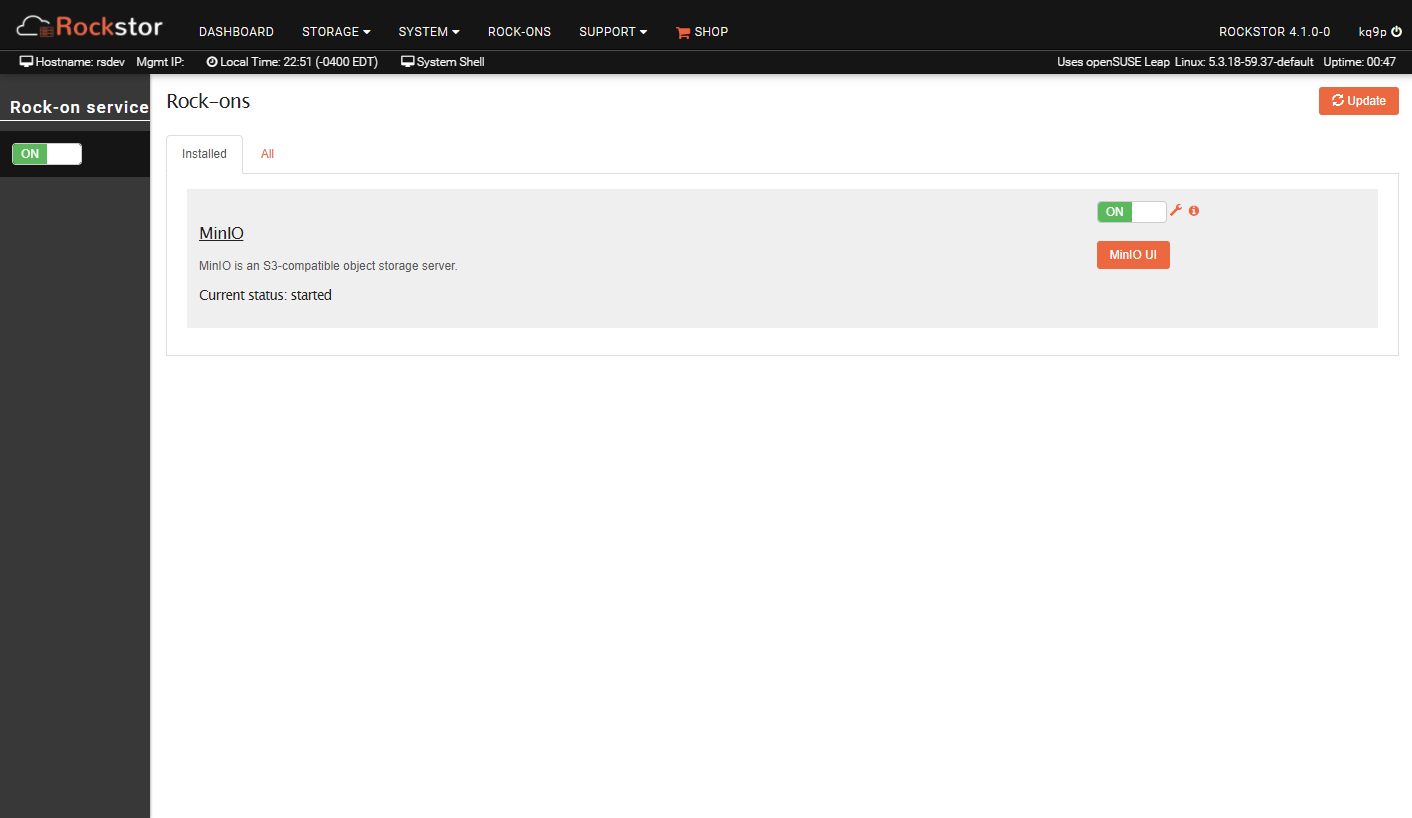 Rockstor DASHBOARD STORAGE SYSTEM ROCK-ONS SUPPORT SHOP ROCKSTOR 4.1.0-0 kq9p
Hostname: rsdev Mgmt IP: Local Time: 22:51 (-0400 EDT) System Shell Uses openSUSE Leap Linux: 5.3.18-59.37-default Uptime: 00:47
Rock-on service
ON
Rock-ons
Update
Installed All
ON
MinIO
MinIO UI
MinIO is an S3-compatible object storage server.
Current status: started